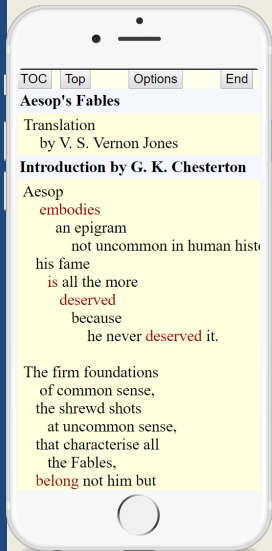 TOC Top Options End
Aesop's Fables
Translation
by V. S. Vernon Jones
Introduction by G. K. Chesterton
Aesop
embodies
an epigram
not uncommon in human
his fame
is all the more
deserved
because
he never deserved it.
The firm foundations
of common sense,
the shrewd shots
at uncommon sense,
that characterise all
the Fables,
belong not him but